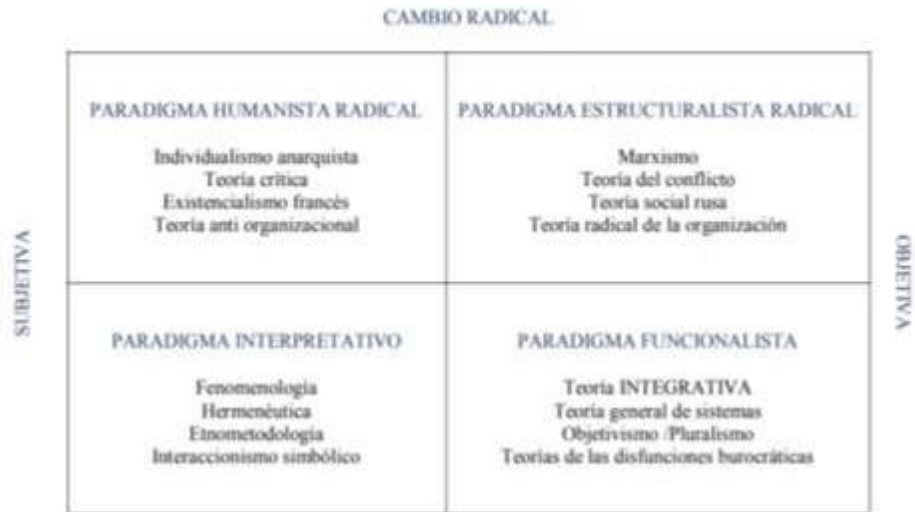 CAMBIO RADICAL
PARADIGMA HUMANISTA RADICAL
Individualismo anarquista
Teoría crítica
Existencialismo francés
Teoría anti organizacional
PARADIGMA ESTRUCTURALISTA RADICAL
Marxismo
Teoría del conflicto
Teoría social rusa
Teoría radical de la organización
SUBJETIVA
OBJETIVA
PARADIGMA INTERPRETATIVO
Fenomenología
Hermenéutica
Etnometodología
Interaccionismo simbólico
PARADIGMA FUNCIONALISTA
Teoría INTEGRATIVA
Teoría general de sistemas
Objetivismo /Pluralismo
Teorías de las disfunciones burocráticas